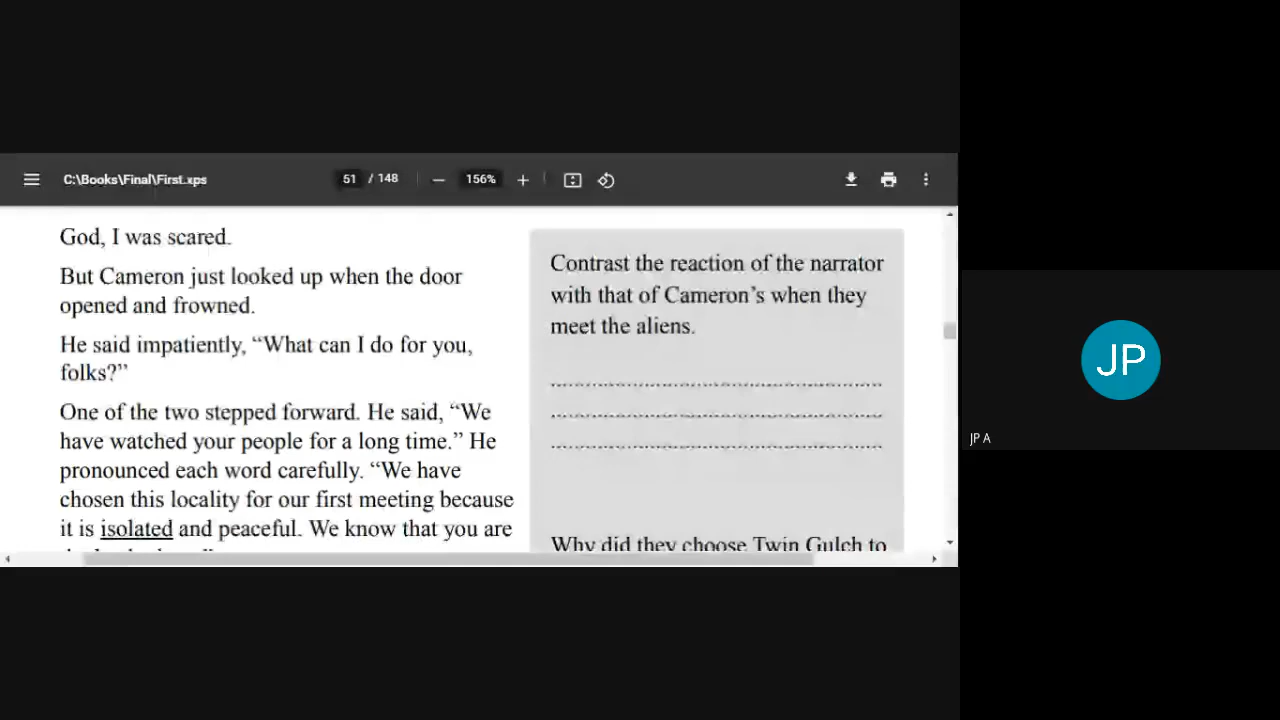 C:\Books\Final\First.xps
51 / 148
156%
God, I was scared.
But Cameron just looked up when the door
opened and frowned.
He said impatiently, “What can I do for you,
folks?”
One of the two stepped forward. He said, “We
have watched your people for a long time.” He
pronounced each word carefully. “We have
chosen this locality for our first meeting because
it is isolated and peaceful. We know that you are
Contrast the reaction of the narrator
with that of Cameron’s when they
meet the aliens.
Why did they choose Twin Gulch to
JP
JP A